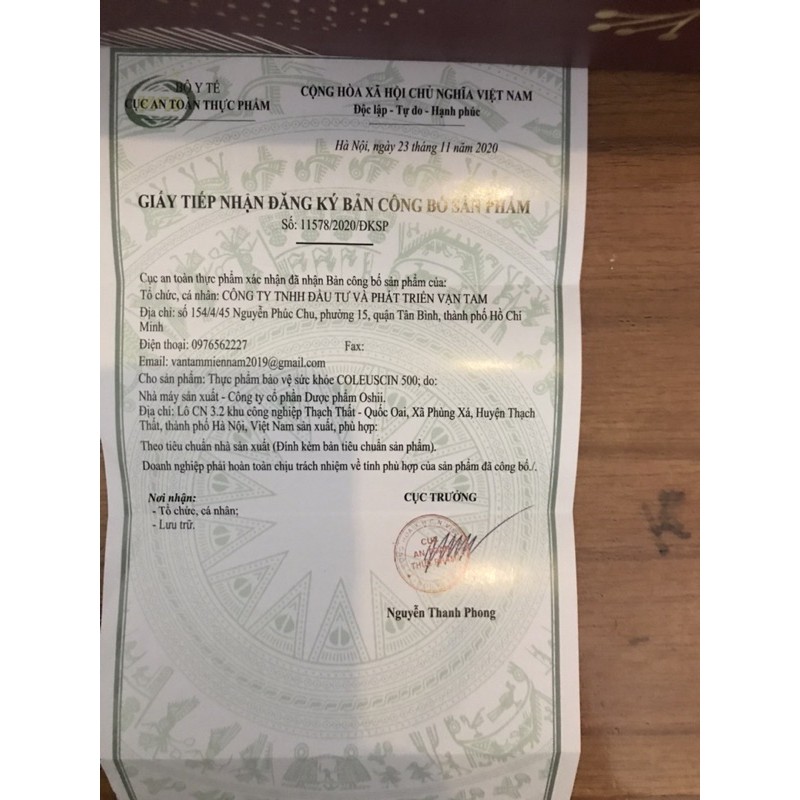 BỘ Y TẾ
CỤC AN TOÀN THỰC PHẨM
CỘNG HÒA XÃ HỘI CHỦ NGHĨA VIỆT NAM
Độc lập - Tự do - Hạnh phúc
Hà Nội, ngày 23 tháng 11 năm 2020
GIẤY TIẾP NHẬN ĐĂNG KÝ BẢN CÔNG BỐ SẢN PHẨM
Số: 11578/2020/ĐKSP
Cục an toàn thực phẩm xác nhận đã nhận Bản công bố sản phẩm của:
Tổ chức, cá nhân: CÔNG TY TNHH ĐẦU TƯ VÀ PHÁT TRIỂN VẠN TAM
Địa chỉ: số 154/4/45 Nguyễn Phúc Chu, phường 15, quận Tân Bình, thành phố Hồ Chí
Minh
Điện thoại: 0976562227 Fax:
Email: vantammiennam2019@gmail.com
Cho sản phẩm: Thực phẩm bảo vệ sức khỏe COLEUSCIN 500; do:
Nhà máy sản xuất - Công ty cổ phần Dược phẩm Oshii.
Địa chỉ: Lô CN 3.2 khu công nghiệp Thạch Thất - Quốc Oai, Xã Phùng Xá, Huyện Thạch
Thất, thành phố Hà Nội, Việt Nam sản xuất, phù hợp:
Theo tiêu chuẩn nhà sản xuất (Đính kèm bản tiêu chuẩn sản phẩm).
Doanh nghiệp phải hoàn toàn chịu trách nhiệm về tính phù hợp của sản phẩm đã công bố./.
Nơi nhận:
- Tổ chức, cá nhân;
- Lưu trữ.
CỤC TRƯỞNG
CỤC
AN
Nguyễn Thanh Phong